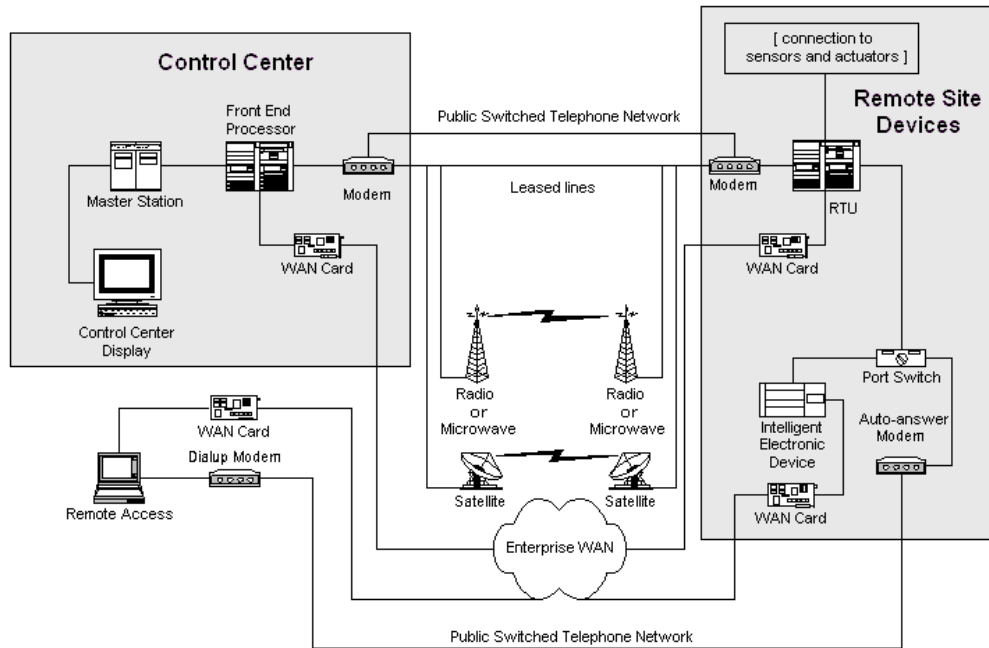 Control Center
Front End
Processor
Master Station
Modem
WAN Card
Control Center
Display
Public Switched Telephone Network
Leased lines
[ connection to
sensors and actuators ]
Remote Site
Devices
Modem
RTU
WAN Card
Port Switch
Intelligent
Electronic
Device
Auto-answer
Modem
WAN Card
Radio
or
Microwave
Radio
or
Microwave
Satellite
Satellite
Enterprise WAN
WAN Card
Dialup Modem
Remote Access
Public Switched Telephone Network